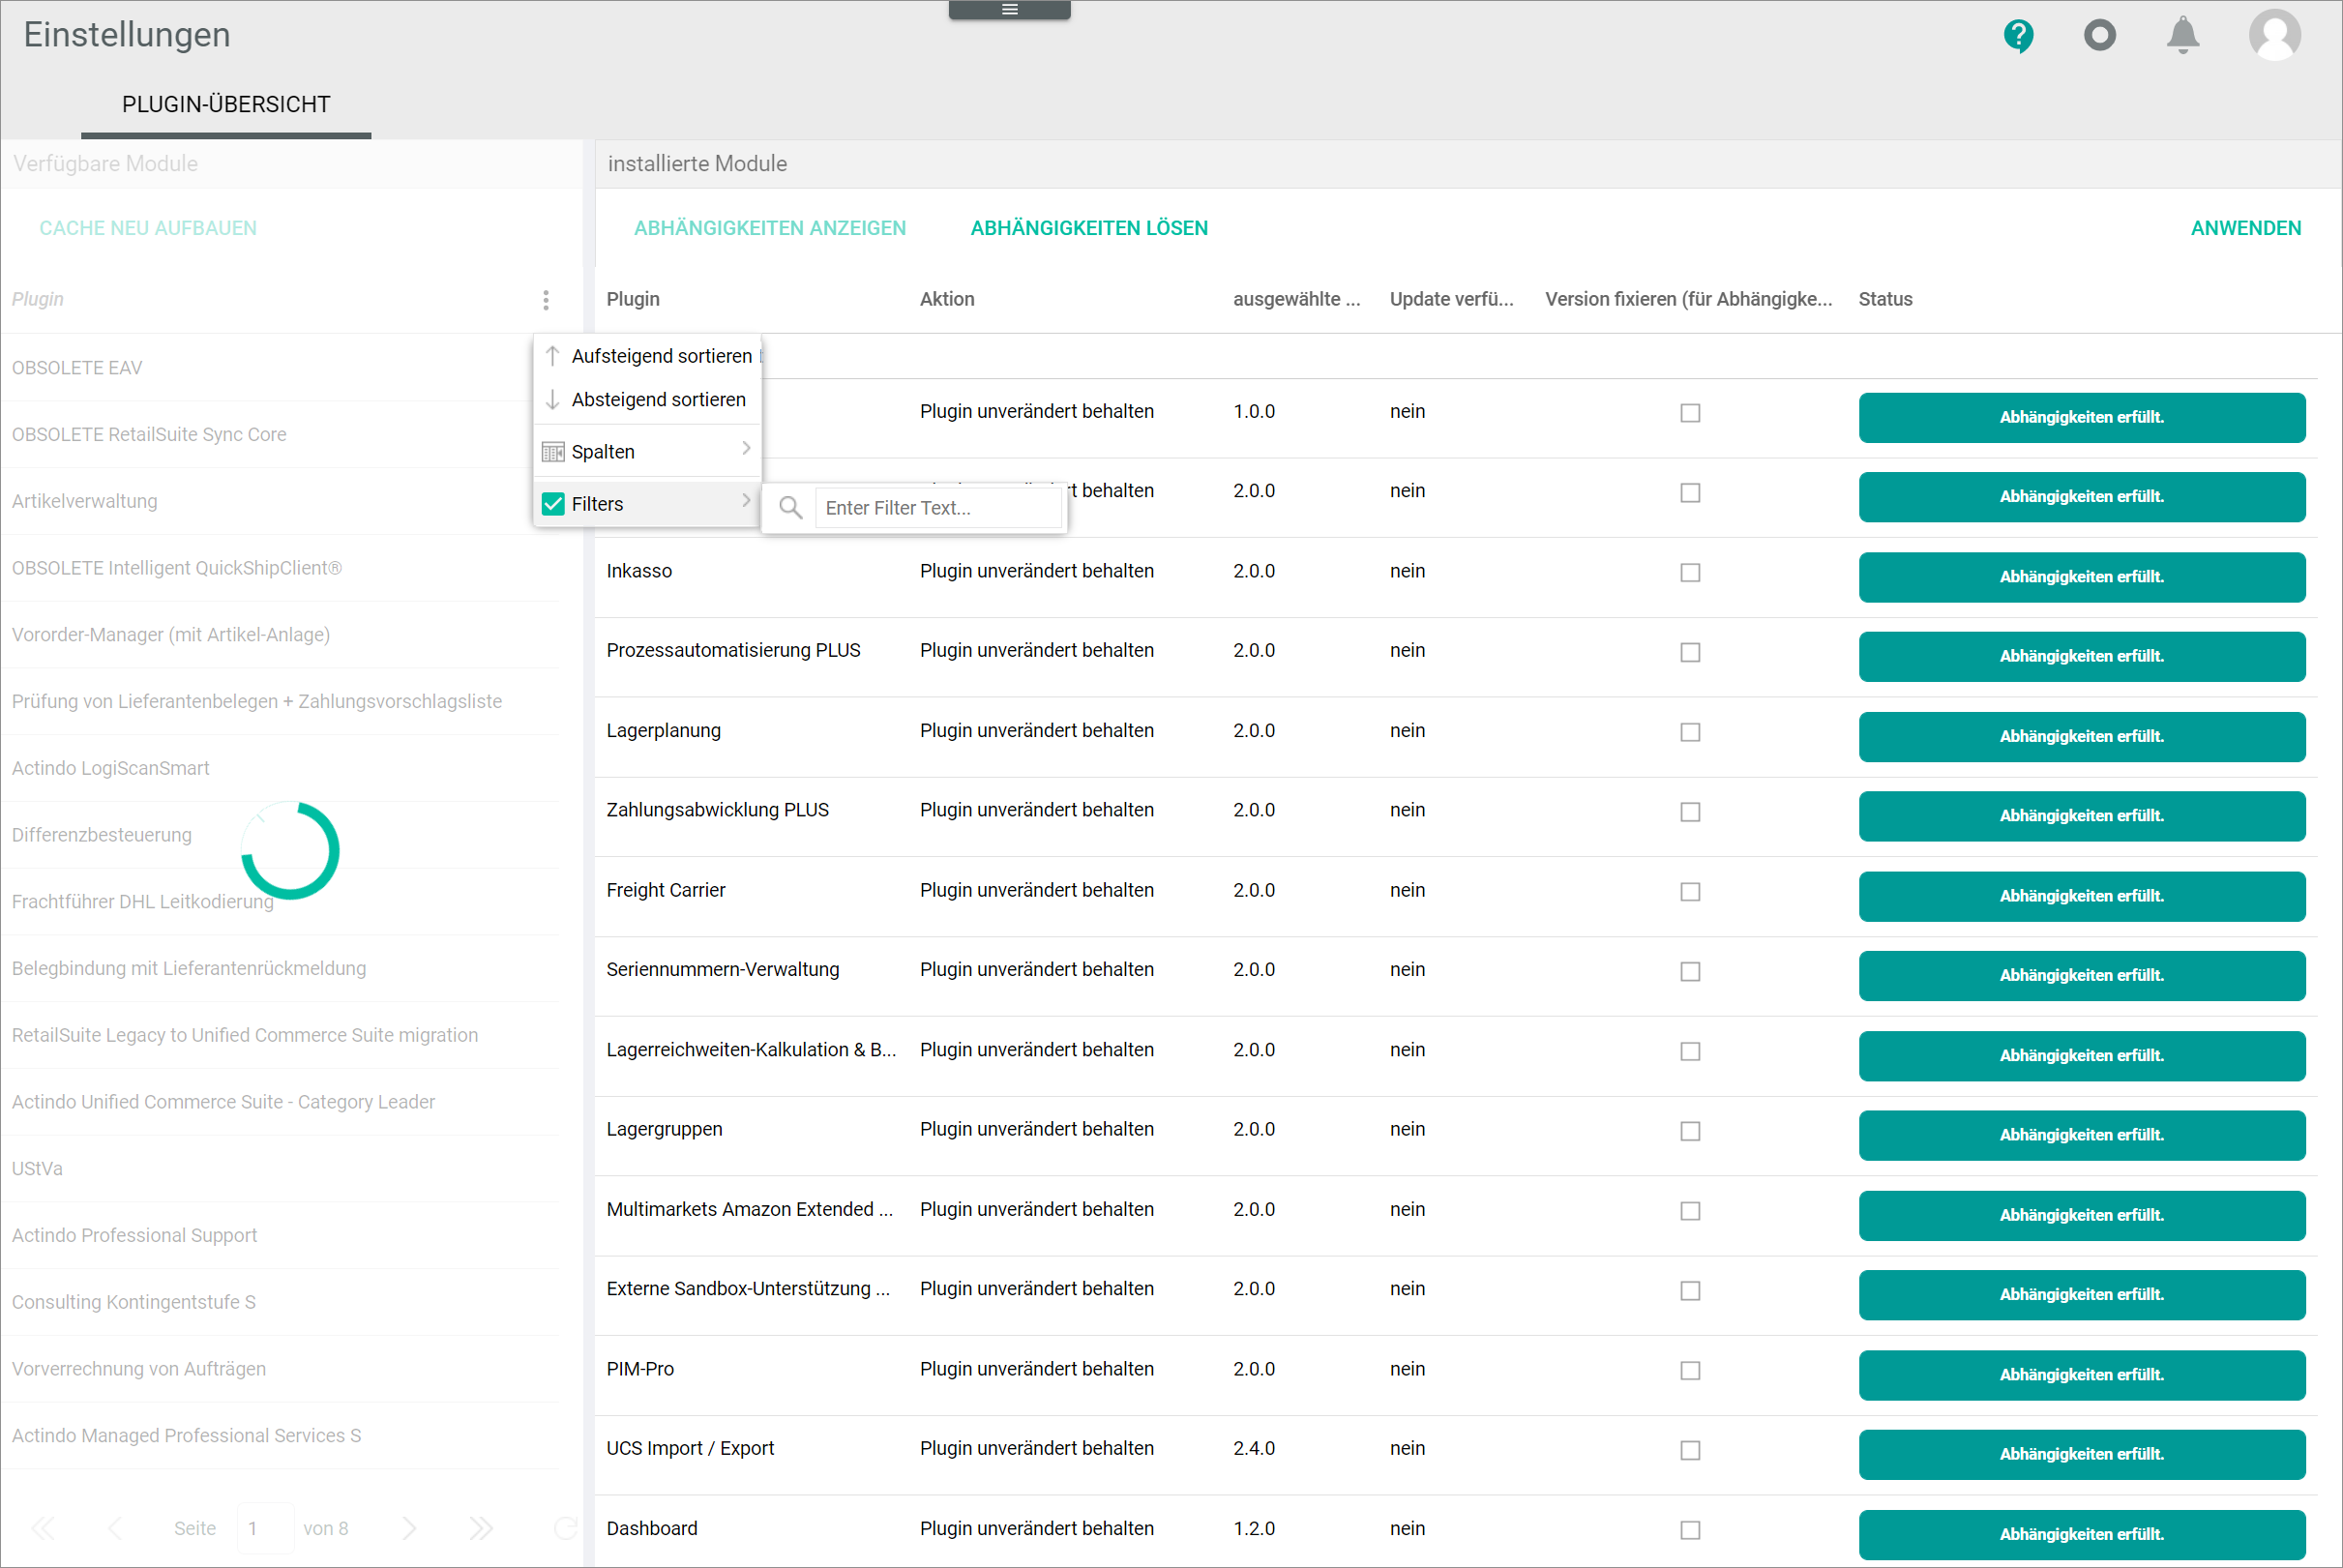 Einstellungen
PLUGIN-ÜBERSICHT
Verfügbare Module
CACHE NEU AUFBAUEN
Plugin
OBSOLETE EAV
OBSOLETE RetailSuite Sync Core
Artikelverwaltung
OBSOLETE Intelligent QuickShipClient®
Vororder-Manager (mit Artikel-Anlage)
Prüfung von Lieferantenbelegen + Zahlungsvorschlagsliste
Actindo LogiScanSmart
Differenzbesteuerung
Frachtführer DHL Leitkodierung
Belegbindung mit Lieferantenrückmeldung
RetailSuite Legacy to Unified Commerce Suite migration
Actindo Unified Commerce Suite - Category Leader
UStVa
Actindo Professional Support
Consulting Kontingentstufe S
Vorverrechnung von Aufträgen
Actindo Managed Professional Services S
Seite 1 von 8
Aufsteigend sortieren
Absteigend sortieren
Spalten
Filters
Enter Filter Text...
installierte Module
ABHÄNGIGKEITEN ANZEIGEN ABHÄNGIGKEITEN LÖSEN ANWENDEN
Plugin Aktion ausgewählte ... Update verfü... Version fixieren (für Abhängigke... Status
Plugin unverändert behalten 1.0.0 nein Abhängigkeiten erfüllt.
behalten 2.0.0 nein Abhängigkeiten erfüllt.
Inkasso Plugin unverändert behalten 2.0.0 nein Abhängigkeiten erfüllt.
Prozessautomatisierung PLUS Plugin unverändert behalten 2.0.0 nein Abhängigkeiten erfüllt.
Lagerplanung Plugin unverändert behalten 2.0.0 nein Abhängigkeiten erfüllt.
Zahlungsabwicklung PLUS Plugin unverändert behalten 2.0.0 nein Abhängigkeiten erfüllt.
Freight Carrier Plugin unverändert behalten 2.0.0 nein Abhängigkeiten erfüllt.
Seriennummern-Verwaltung Plugin unverändert behalten 2.0.0 nein Abhängigkeiten erfüllt.
Lagerreichweiten-Kalkulation & B... Plugin unverändert behalten 2.0.0 nein Abhängigkeiten erfüllt.
Lagergruppen Plugin unverändert behalten 2.0.0 nein Abhängigkeiten erfüllt.
Multimarkets Amazon Extended ... Plugin unverändert behalten 2.0.0 nein Abhängigkeiten erfüllt.
Externe Sandbox-Unterstützung ... Plugin unverändert behalten 2.0.0 nein Abhängigkeiten erfüllt.
PIM-Pro Plugin unverändert behalten 2.0.0 nein Abhängigkeiten erfüllt.
UCS Import / Export Plugin unverändert behalten 2.4.0 nein Abhängigkeiten erfüllt.
Dashboard Plugin unverändert behalten 1.2.0 nein Abhängigkeiten erfüllt.